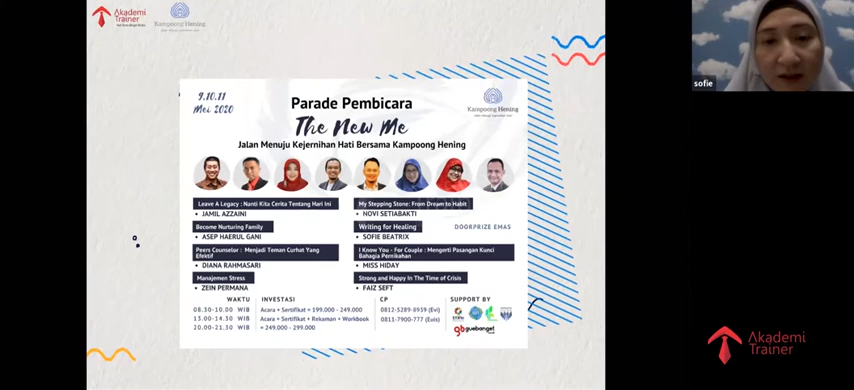 Akademi
Trainer
Kampoong Hening
9.10.11
Mei 2020
Parade Pembicara
Kampoong Hening
The New Me
Jalan Menuju Kejernihan Hati Bersama Kampoong Hening
Leave A Legacy : Nanti Kita Cerita Tentang Hari Ini
• JAMIL AZZAINI
Become Nurturing Family
• ASEP HAERUL GANI
Peers Counselor : Menjadi Teman Curhat Yang
Efektif
• DIANA RAHMASARI
Manajemen Stress
• ZEIN PERMANA
My Stepping Stone: From Dream to Habit
• NOVI SETIABAKTI
Writing for Healing
• SOFIE BEATRIX
DOORPRIZE EMAS
I Know You - For Couple : Mengerti Pasangan Kunci
Bahagia Pernikahan
• MISS HIDAY
Strong and Happy In The Time of Crisis
• FAIZ SEFT
WAKTU
08.30-10.00 WIB
13.00-14.30 WIB
20.00-21.30 WIB
INVESTASI
Acara + Sertifikat = 199.000 - 249.000
Acara + Sertifikat + Rekaman + Workbook
= 249.000 - 299.000
CP
0812-5289-8959 (Evi)
0811-7900-777 (Euis)
SUPPORT BY
guebanget
sofie
Akademi
Trainer